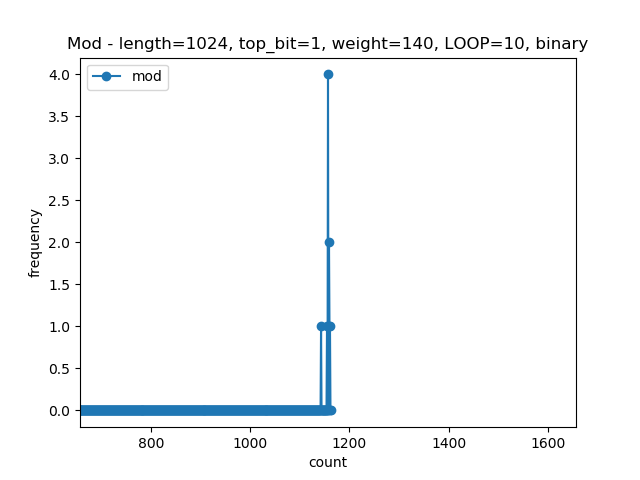 Mod - length=1024, top_bit=1, weight=140, LOOP=10, binary
mod
4.0
3.5
3.0
2.5
2.0
1.5
1.0
0.5
0.0
frequency
800 1000 1200 1400 1600
count